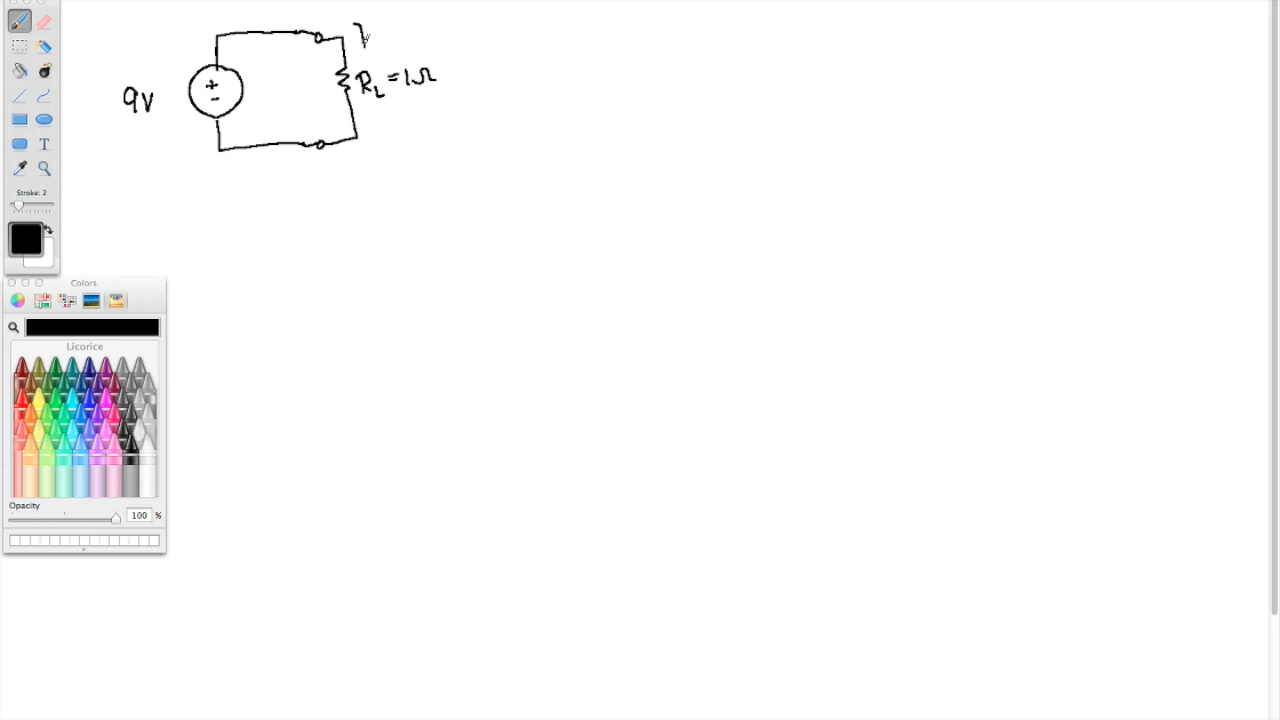 9V
+
-
R_L = 1Ω
Stroke: 2
T
Colors
Licorice
Opacity
100 %